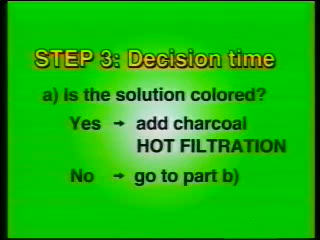 STEP 3: Decision time
a) Is the solution colored?
Yes → add charcoal
HOT FILTRATION
No → go to part b)